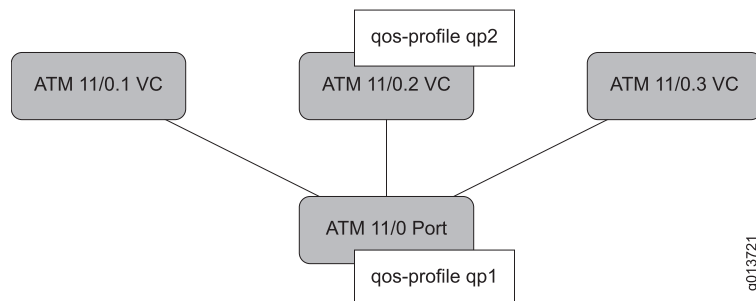 qos-profile qp2
ATM 11/0.1 VC
ATM 11/0.2 VC
ATM 11/0.3 VC
ATM 11/0 Port
qos-profile qp1
g013721